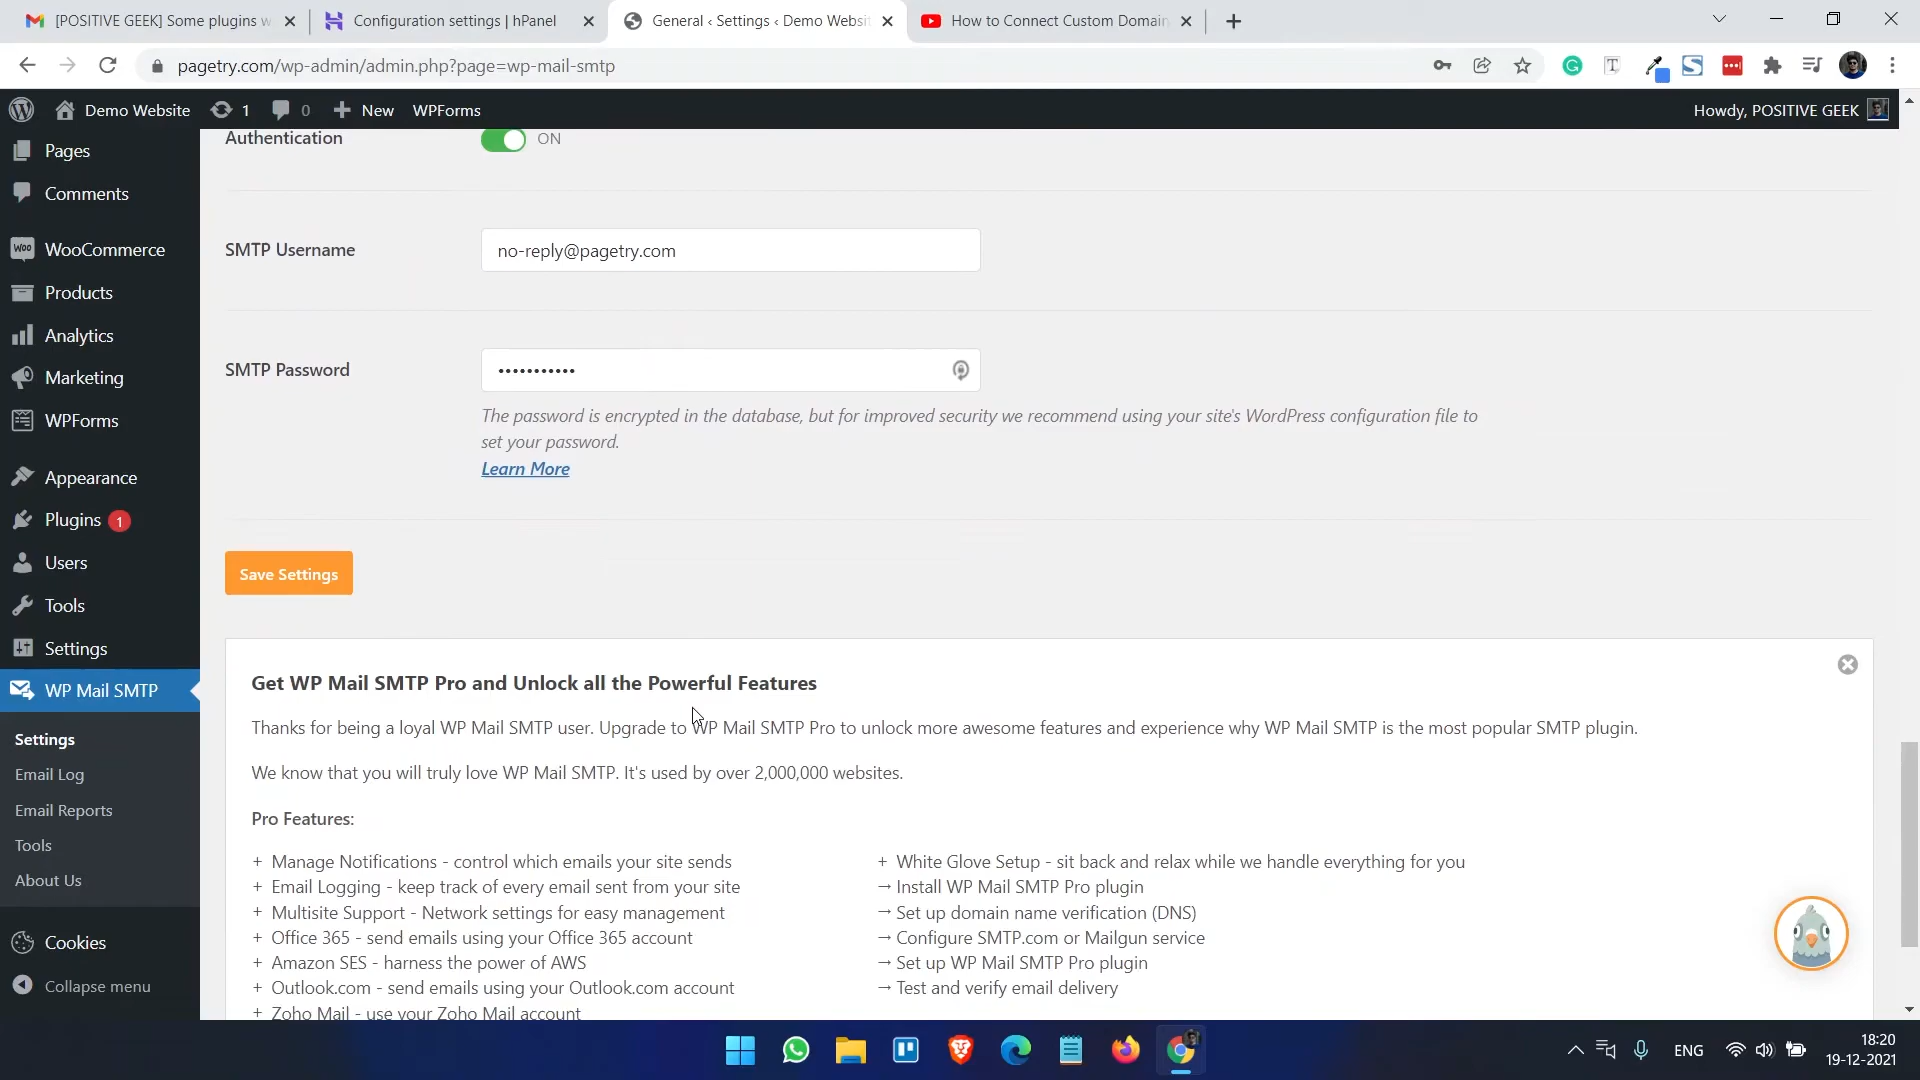 [POSITIVE GEEK] Some plugins w
Configuration settings | hPanel
General ‹ Settings ‹ Demo Websit
How to Connect Custom Domain
pagetry.com/wp-admin/admin.php?page=wp-mail-smtp
Demo Website
1
0
New
WPForms
Howdy, POSITIVE GEEK
Pages
Comments
WooCommerce
Products
Analytics
Marketing
WPForms
Appearance
Plugins 1
Users
Tools
Settings
WP Mail SMTP
Settings
Email Log
Email Reports
Tools
About Us
Cookies
Collapse menu
Authentication
ON
SMTP Username
no-reply@pagetry.com
SMTP Password
•••••••••••
The password is encrypted in the database, but for improved security we recommend using your site's WordPress configuration file to
set your password.
Learn More
Save Settings
Get WP Mail SMTP Pro and Unlock all the Powerful Features
Thanks for being a loyal WP Mail SMTP user. Upgrade to WP Mail SMTP Pro to unlock more awesome features and experience why WP Mail SMTP is the most popular SMTP plugin.
We know that you will truly love WP Mail SMTP. It's used by over 2,000,000 websites.
Pro Features:
+ Manage Notifications - control which emails your site sends
+ Email Logging - keep track of every email sent from your site
+ Multisite Support - Network settings for easy management
+ Office 365 - send emails using your Office 365 account
+ Amazon SES - harness the power of AWS
+ Outlook.com - send emails using your Outlook.com account
+ Zoho Mail - use your Zoho Mail account
+ White Glove Setup - sit back and relax while we handle everything for you
→ Install WP Mail SMTP Pro plugin
→ Set up domain name verification (DNS)
→ Configure SMTP.com or Mailgun service
→ Set up WP Mail SMTP Pro plugin
→ Test and verify email delivery
ENG
18:20
19-12-2021